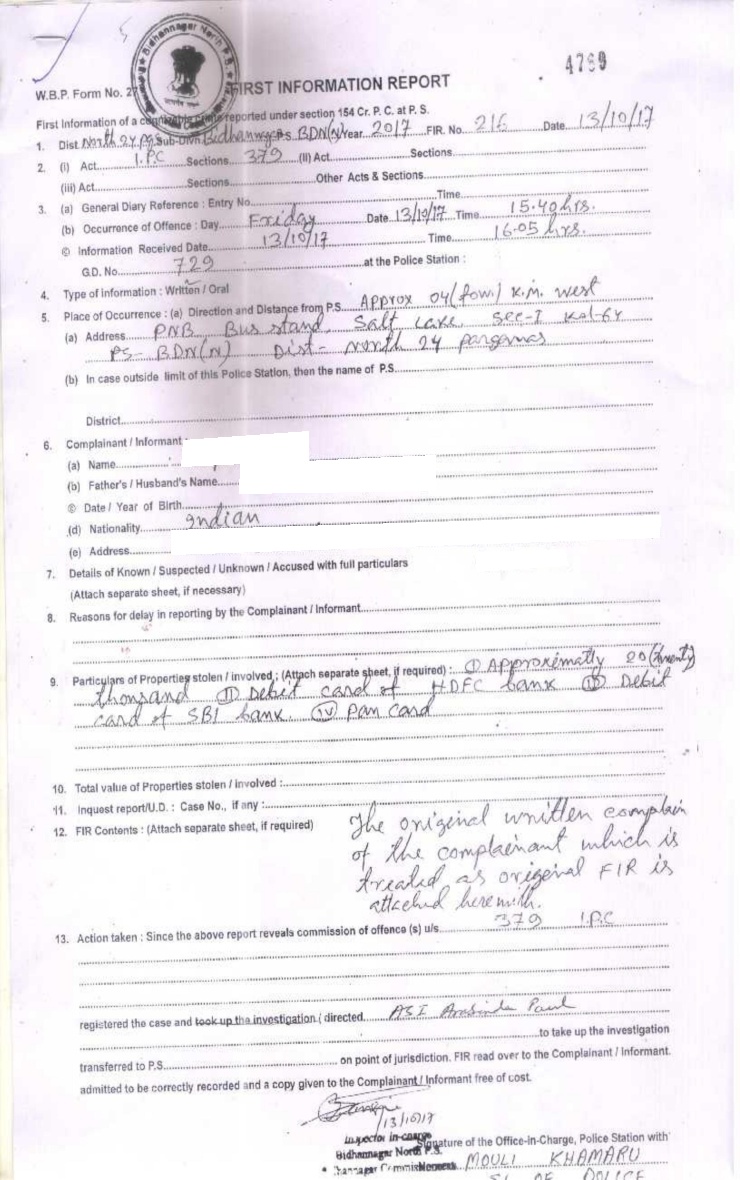 5
Bidhannagar North P.S.
4769
W.B.P. Form No. 27
FIRST INFORMATION REPORT
First Information of a cognizable crime reported under section 154 Cr. P. C. at P. S.
1. Dist North 24 Pgs Sub-Divn Bidhannagar P.S. BDN(N) Year 2017 FIR. No. 216 Date 13/10/17
2. (I) Act I.P.C Sections 379 (II) Act Sections
(iii) Act Sections Other Acts & Sections
3. (a) General Diary Reference : Entry No Time
(b) Occurrence of Offence : Day Friday Date 13/10/17 Time 15.40 hrs.
© Information Received Date 13/10/17 Time 16.05 hrs.
G.D. No 729 at the Police Station :
4. Type of information : Written / Oral
5. Place of Occurrence : (a) Direction and Distance from P.S. Approx 04(four) K.m. west
(a) Address PNB Bus stand, Salt Lake, Sec-I Kol-64
PS- BDN(N) Dist- North 24 parganas
(b) In case outside limit of this Police Station, then the name of P.S.
District
6. Complainant / Informant
(a) Name
(b) Father's / Husband's Name
© Date / Year of Birth
(d) Nationality Indian
(e) Address
7. Details of Known / Suspected / Unknown / Accused with full particulars
(Attach separate sheet, if necessary)
8. Reasons for delay in reporting by the Complainant / Informant
9. Particulars of Properties stolen / involved : (Attach separate sheet, if required) : (I) Approximatly 20 (twenty)
thousand (II) Debit card of HDFC bank (III) Debit
card of SBI bank. (IV) Pan Card
10. Total value of Properties stolen / involved :
11. Inquest report/U.D. : Case No., if any :
12. FIR Contents : (Attach separate sheet, if required) The original written complain
of the complainant which is
treated as original FIR is
attached herewith.
13. Action taken : Since the above report reveals commission of offence (s) u/s 379 I.P.C
registered the case and took up the investigation ( directed ASI Arabinda Paul
to take up the investigation
transferred to P.S. on point of jurisdiction. FIR read over to the Complainant / Informant.
admitted to be correctly recorded and a copy given to the Complainant / Informant free of cost.
13/10/17
Inspector in-charge
Signature of the Office-in-Charge, Police Station with
Bidhannagar North P.S.
MOULI KHAMARU
SI OF POLICE